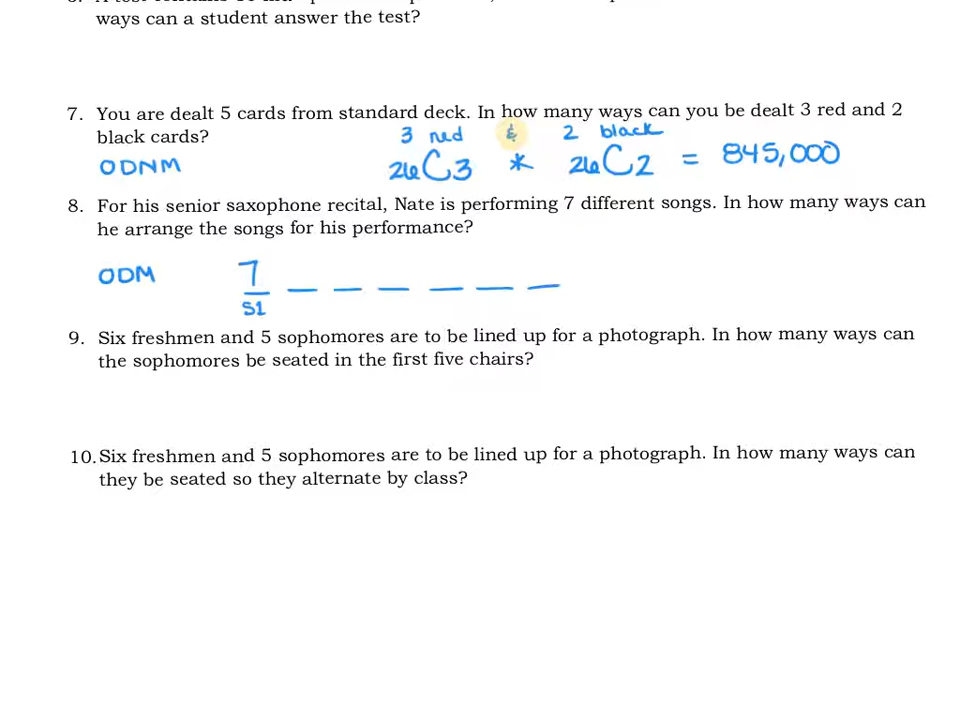 ways can a student answer the test?
7. You are dealt 5 cards from standard deck. In how many ways can you be dealt 3 red and 2
black cards?
3 red & 2 black
ODNM 26C3 * 26C2 = 845,000
8. For his senior saxophone recital, Nate is performing 7 different songs. In how many ways can
he arrange the songs for his performance?
ODM 7 _ _ _ _ _ _
S1
9. Six freshmen and 5 sophomores are to be lined up for a photograph. In how many ways can
the sophomores be seated in the first five chairs?
10. Six freshmen and 5 sophomores are to be lined up for a photograph. In how many ways can
they be seated so they alternate by class?